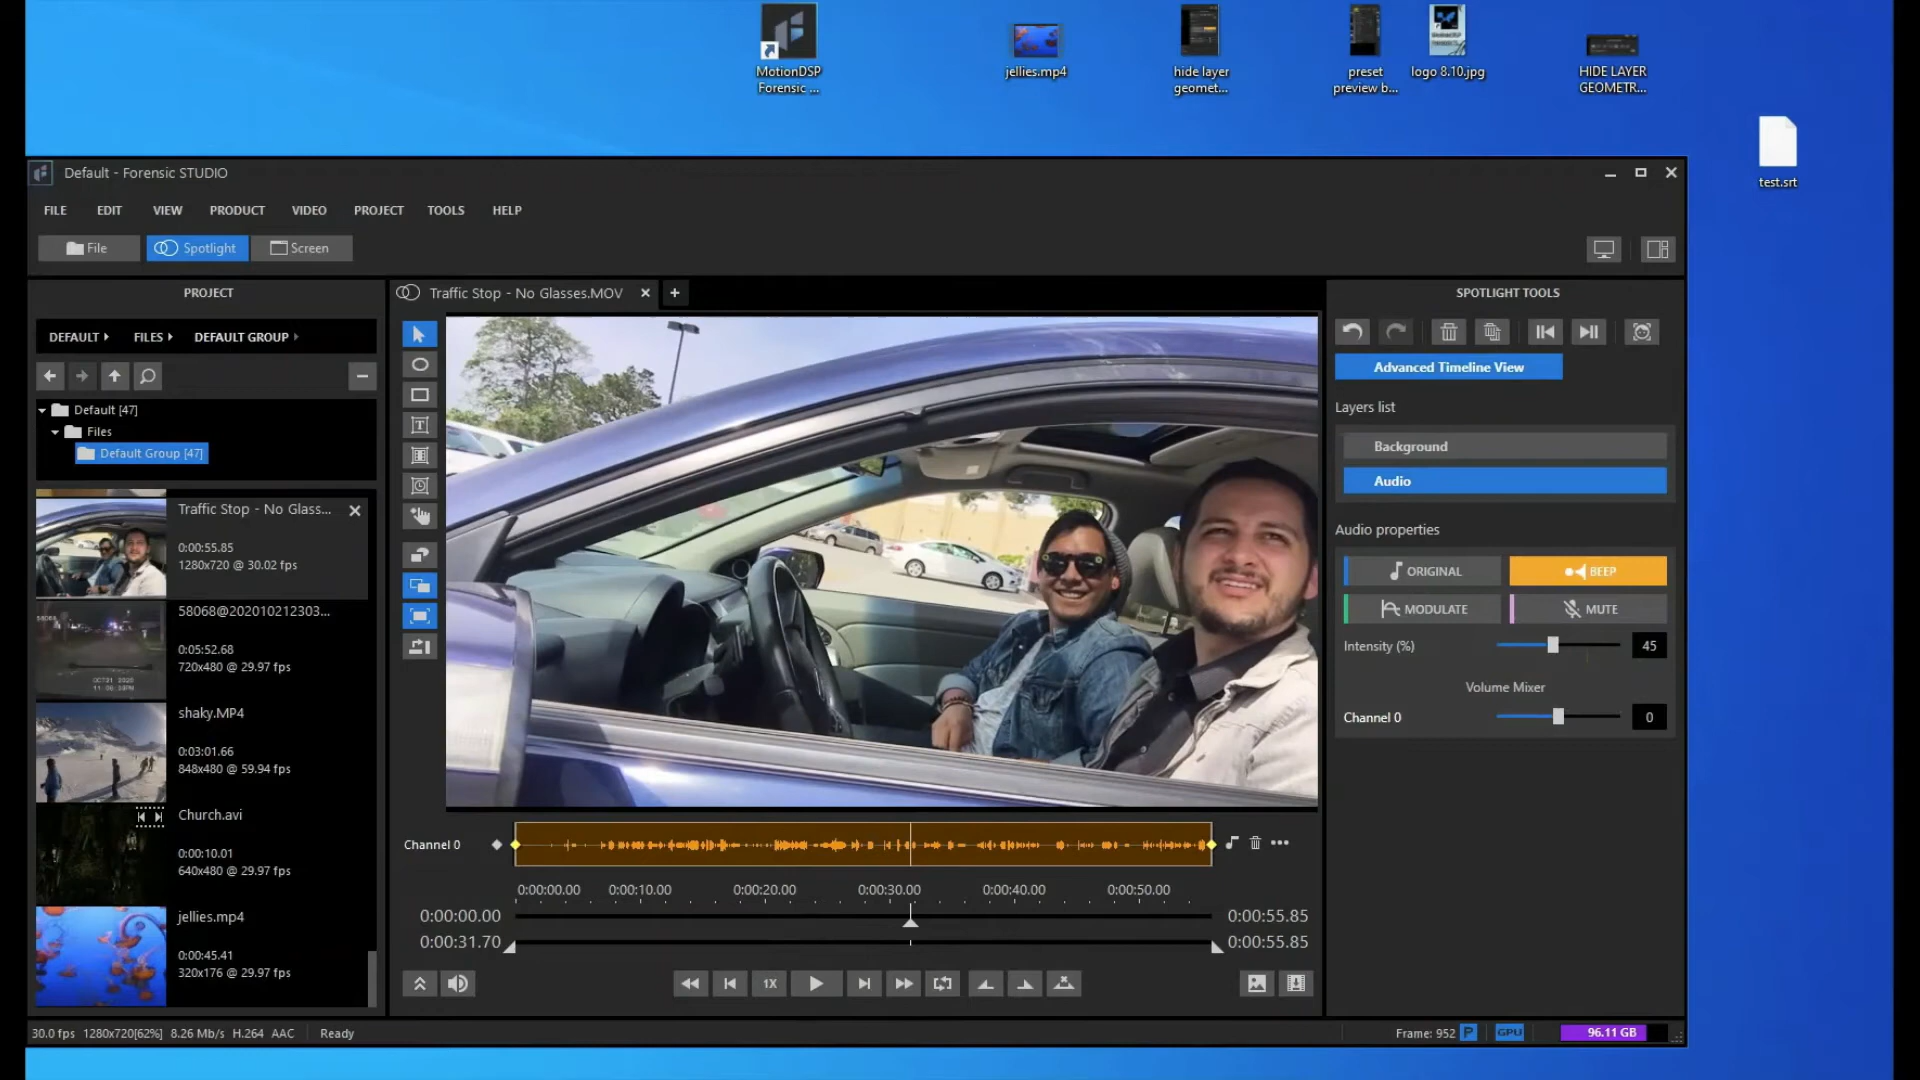 MotionDSP
Forensic ...
jellies.mp4
hide layer
geomet...
preset
preview b...
logo 8.10.jpg
HIDE LAYER
GEOMETR...
test.srt
Default - Forensic STUDIO
FILE EDIT VIEW PRODUCT VIDEO PROJECT TOOLS HELP
File Spotlight Screen
PROJECT
DEFAULT FILES DEFAULT GROUP
Default [47]
Files
Default Group [47]
Traffic Stop - No Glass...
0:00:55.85
1280x720 @ 30.02 fps
58068@202010212303...
0:05:52.68
720x480 @ 29.97 fps
shaky.MP4
0:03:01.66
848x480 @ 59.94 fps
Church.avi
0:00:10.01
640x480 @ 29.97 fps
jellies.mp4
0:00:45.41
320x176 @ 29.97 fps
Traffic Stop - No Glasses.MOV
T
Channel 0
0:00:00.00 0:00:10.00 0:00:20.00 0:00:30.00 0:00:40.00 0:00:50.00
0:00:00.00 0:00:55.85
0:00:31.70 0:00:55.85
1X
SPOTLIGHT TOOLS
Advanced Timeline View
Layers list
Background
Audio
Audio properties
ORIGINAL BEEP
MODULATE MUTE
Intensity (%) 45
Volume Mixer
Channel 0 0
30.0 fps 1280x720[62%] 8.26 Mb/s H.264 AAC Ready
Frame: 952 P GPU 96.11 GB